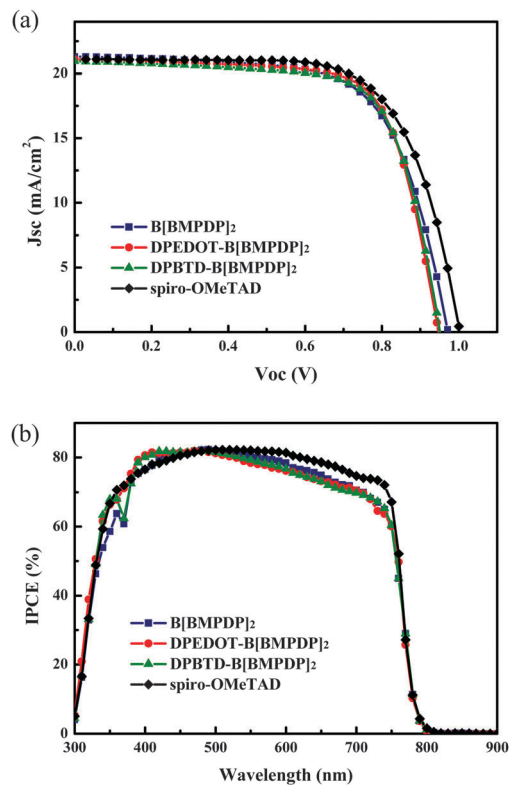 (a)
25
20
15
10
5
0
Jsc (mA/cm²)
B[BMPDP]₂
DPEDOT-B[BMPDP]₂
DPBTD-B[BMPDP]₂
spiro-OMeTAD
0.0 0.2 0.4 0.6 0.8 1.0
Voc (V)
(b)
100
80
60
40
20
0
IPCE (%)
B[BMPDP]₂
DPEDOT-B[BMPDP]₂
DPBTD-B[BMPDP]₂
spiro-OMeTAD
300 400 500 600 700 800 900
Wavelength (nm)